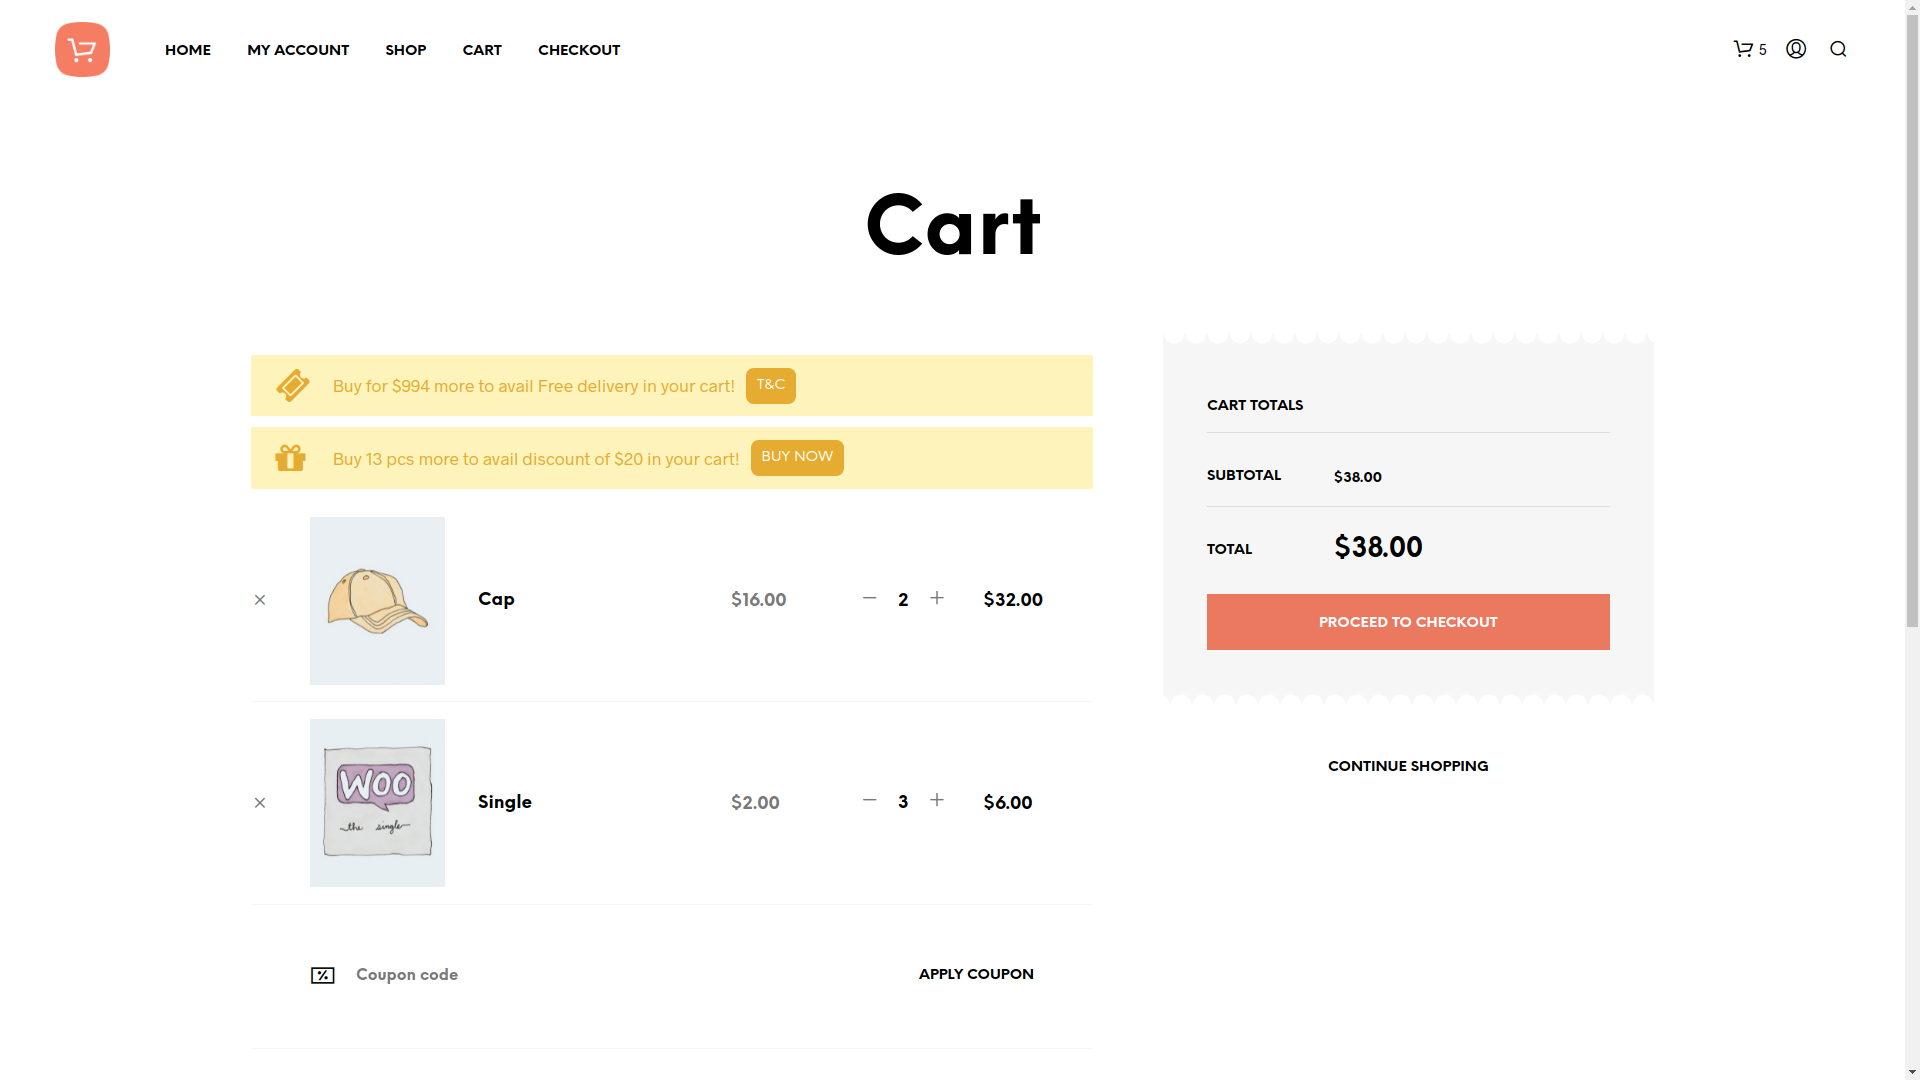 HOME MY ACCOUNT SHOP CART CHECKOUT 5
Cart
Buy for $994 more to avail Free delivery in your cart! T&C
Buy 13 pcs more to avail discount of $20 in your cart! BUY NOW
Cap $16.00 − 2 + $32.00
WOO
the single
Single $2.00 − 3 + $6.00
Coupon code APPLY COUPON
CART TOTALS
SUBTOTAL $38.00
TOTAL $38.00
PROCEED TO CHECKOUT
CONTINUE SHOPPING